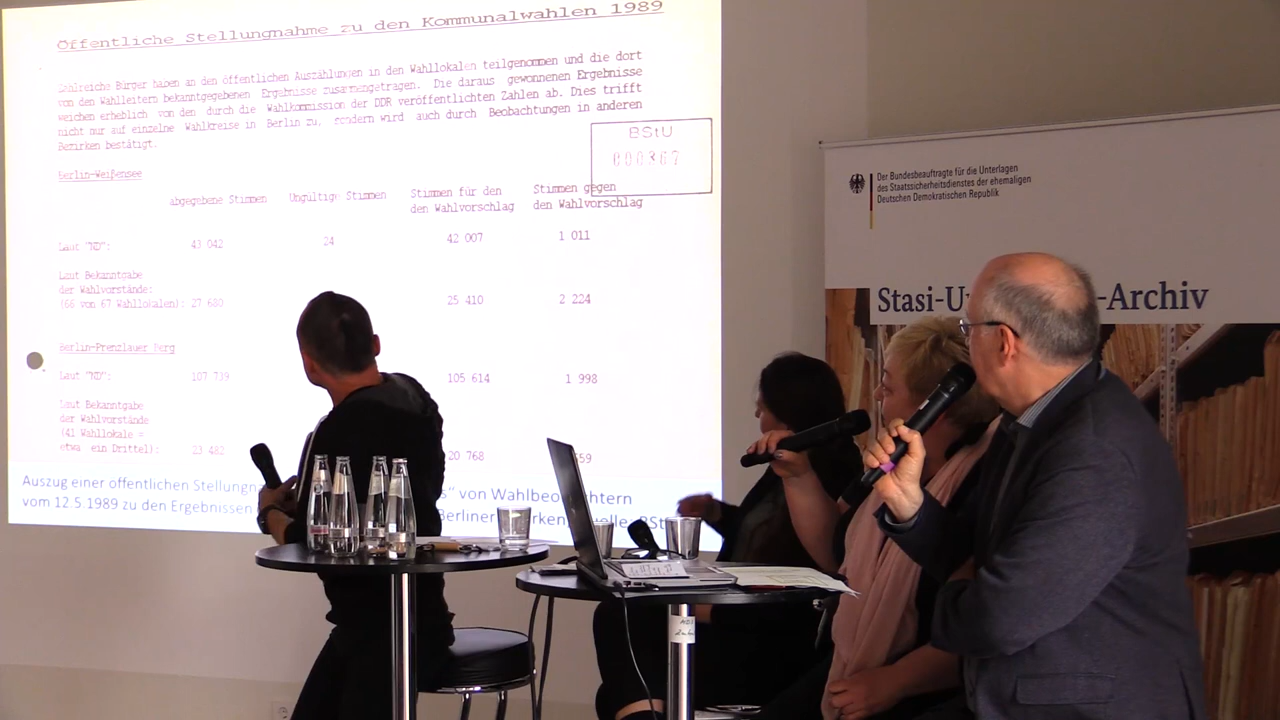 Öffentliche Stellungnahme zu den Kommunalwahlen 1989
Zahlreiche Bürger haben an den öffentlichen Auszählungen in den Wahllokalen teilgenommen und die dort
von den Wahlleitern bekanntgegebenen Ergebnisse zusammengetragen. Die daraus gewonnenen Ergebnisse
weichen erheblich von den durch die Wahlkommission der DDR veröffentlichten Zahlen ab. Dies trifft
nicht nur auf einzelne Wahlkreise in Berlin zu, sondern wird auch durch Beobachtungen in anderen
Bezirken bestätigt.
BStU
000367
Berlin-Weißensee
abgegebene Stimmen Ungültige Stimmen Stimmen für den Stimmen gegen
den Wahlvorschlag den Wahlvorschlag
Laut "ND": 43 042 24 42 007 1 011
Laut Bekanntgabe
der Wahlvorstände:
(66 von 67 Wahllokalen): 27 680 25 410 2 224
Berlin-Prenzlauer Berg
Laut "ND": 107 739 105 614 1 998
Laut Bekanntgabe
der Wahlvorstände
(41 Wahllokale =
etwa ein Drittel): 23 482 20 768 659
Auszug einer öffentlichen von Wahlbeobachtern
vom 12.5.1989 zu den Ergebnissen Berliner
Der Bundesbeauftragte für die Unterlagen
des Staatssicherheitsdienstes der ehemaligen
Deutschen Demokratischen Republik
Stasi-U -Archiv